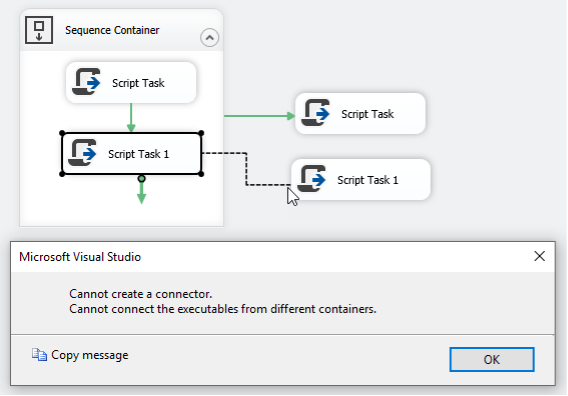 Sequence Container
Script Task
Script Task
Script Task 1
Script Task 1
Microsoft Visual Studio
Cannot create a connector.
Cannot connect the executables from different containers.
Copy message
OK